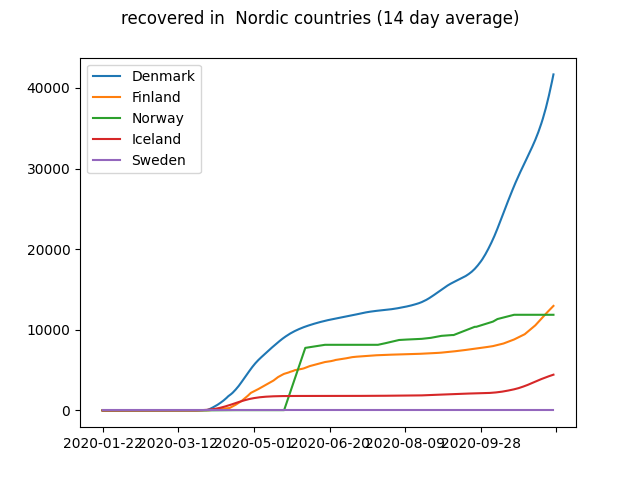 recovered in  Nordic countries (14 day average)
Denmark
Finland
Norway
Iceland
Sweden
40000
30000
20000
10000
0
2020-01-22 2020-03-12 2020-05-01 2020-06-20 2020-08-09 2020-09-28